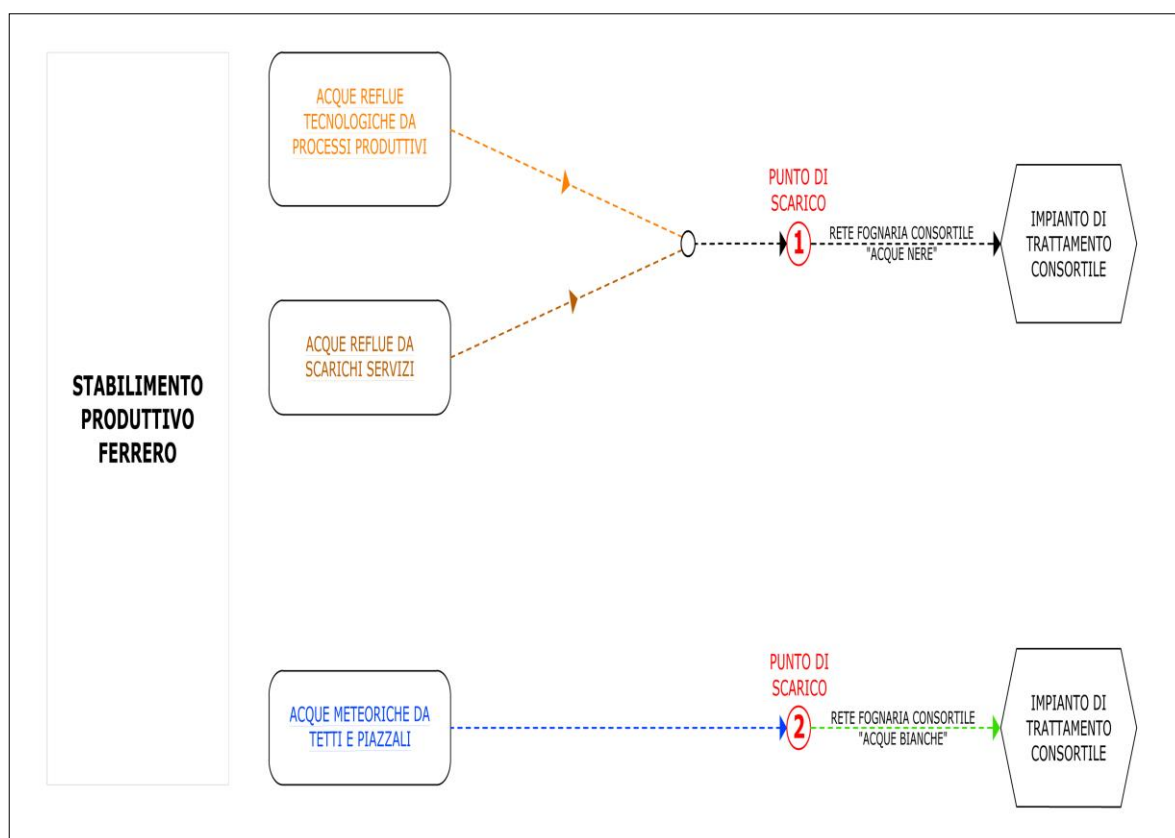 STABILIMENTO
PRODUTTIVO
FERRERO
ACQUE REFLUE
TECNOLOGICHE DA
PROCESSI PRODUTTIVI
ACQUE REFLUE DA
SCARICHI SERVIZI
PUNTO DI
SCARICO
1
RETE FOGNARIA CONSORTILE
"ACQUE NERE"
IMPIANTO DI
TRATTAMENTO
CONSORTILE
ACQUE METEORICHE DA
TETTI E PIAZZALI
PUNTO DI
SCARICO
2
RETE FOGNARIA CONSORTILE
"ACQUE BIANCHE"
IMPIANTO DI
TRATTAMENTO
CONSORTILE